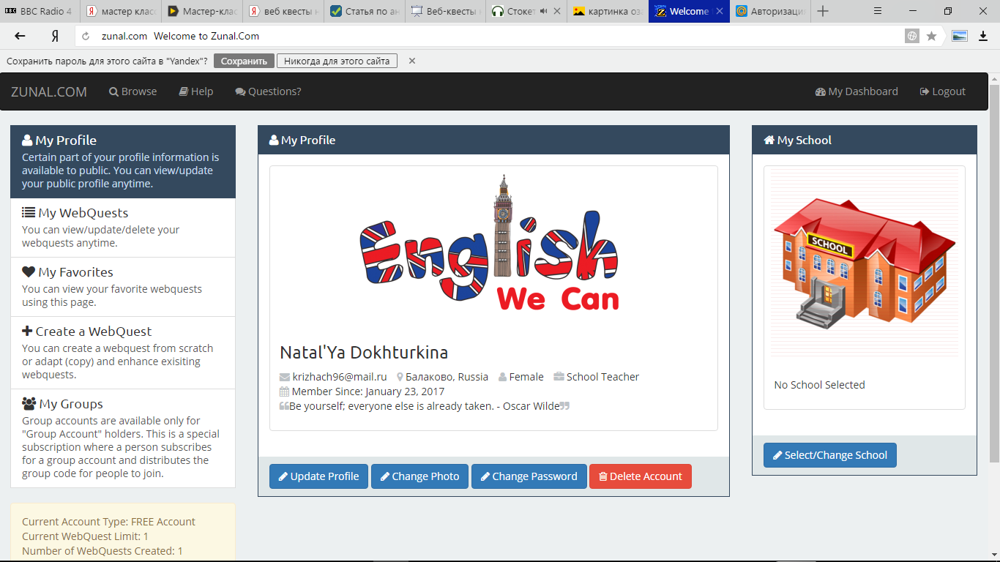 BBC Radio 4
мастер класс
Мастер-клас
веб квесты н
Статья по ан
Веб-квесты
Стокет
картинка оза
Welcome
Авторизаци
Я
zunal.com Welcome to Zunal.Com
Сохранить пароль для этого сайта в "Yandex"? Сохранить Никогда для этого сайта
ZUNAL.COM Browse Help Questions? My Dashboard Logout
My Profile
Certain part of your profile information is
available to public. You can view/update
your public profile anytime.
My WebQuests
You can view/update/delete your
webquests anytime.
My Favorites
You can view your favorite webquests
using this page.
Create a WebQuest
You can create a webquest from scratch
or adapt (copy) and enhance exisiting
webquests.
My Groups
Group accounts are available only for
"Group Account" holders. This is a special
subscription where a person subscribes
for a group account and distributes the
group code for people to join.
Current Account Type: FREE Account
Current WebQuest Limit: 1
Number of WebQuests Created: 1
My Profile
English
We Can
Natal'Ya Dokhturkina
krizhach96@mail.ru Балаково, Russia Female School Teacher
Member Since: January 23, 2017
Be yourself; everyone else is already taken. - Oscar Wilde
Update Profile Change Photo Change Password Delete Account
My School
SCHOOL
No School Selected
Select/Change School